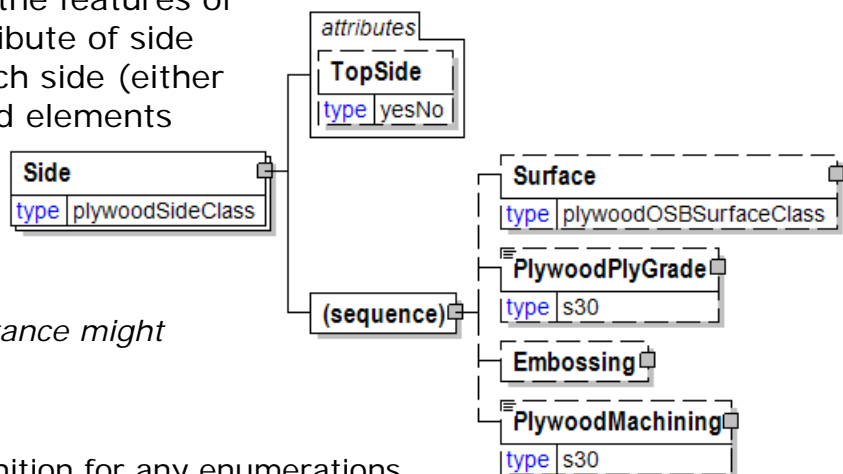 the features of
ibute of side
ch side (either
d elements
attributes
TopSide
type yesNo
Side
type plywoodSideClass
(sequence)
Surface
type plywoodOSBSurfaceClass
PlywoodPlyGrade
type s30
Embossing
PlywoodMachining
type s30
tance might
nition for any enumerations